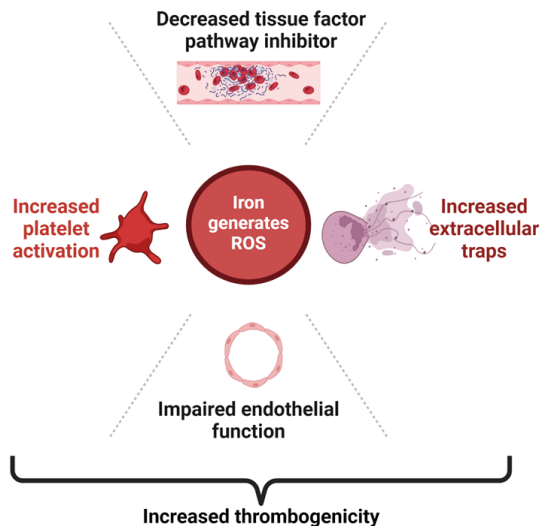 Decreased tissue factor
pathway inhibitor
Increased
platelet
activation
Iron
generates
ROS
Increased
extracellular
traps
Impaired endothelial
function
Increased thrombogenicity